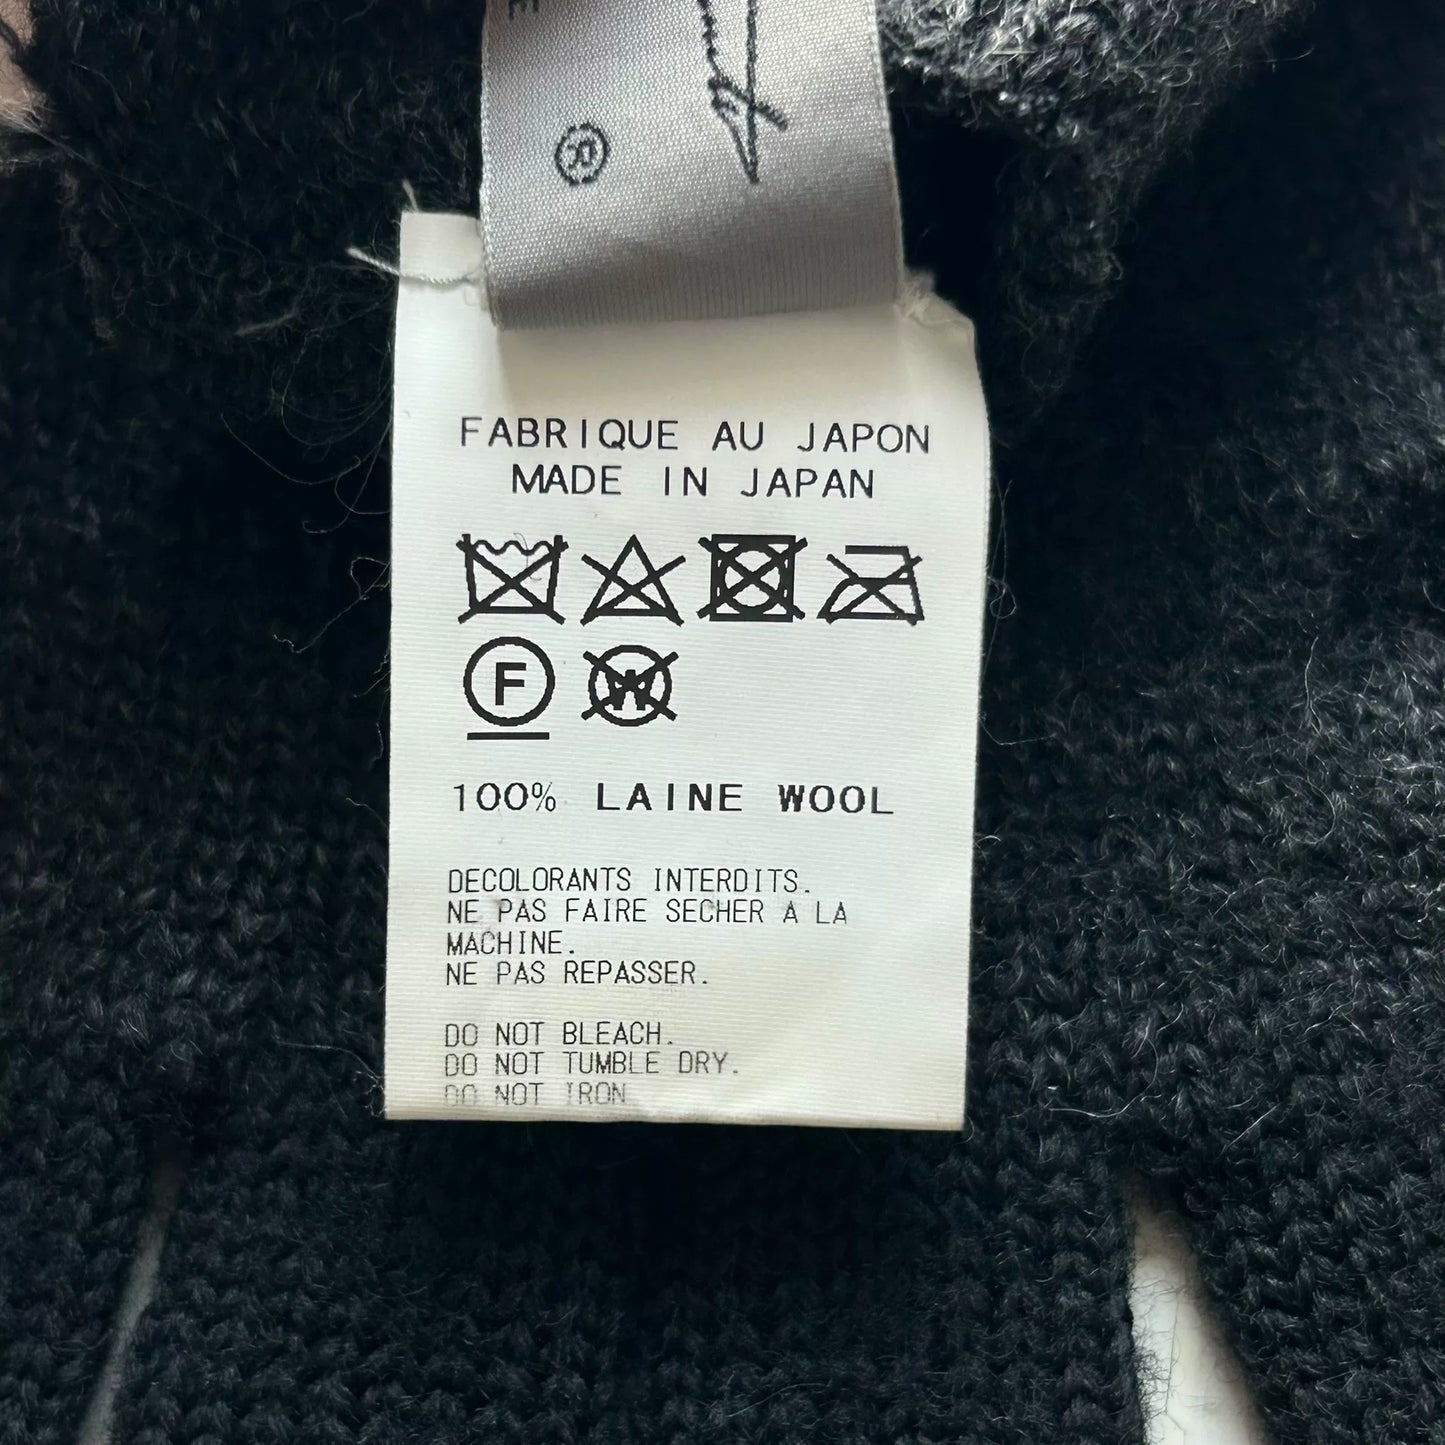 ®
FABRIQUE AU JAPON
MADE IN JAPAN
F
W
100% LAINE WOOL
DECOLORANTS INTERDITS.
NE PAS FAIRE SECHER A LA
MACHINE.
NE PAS REPASSER.
DO NOT BLEACH.
DO NOT TUMBLE DRY.
DO NOT IRON